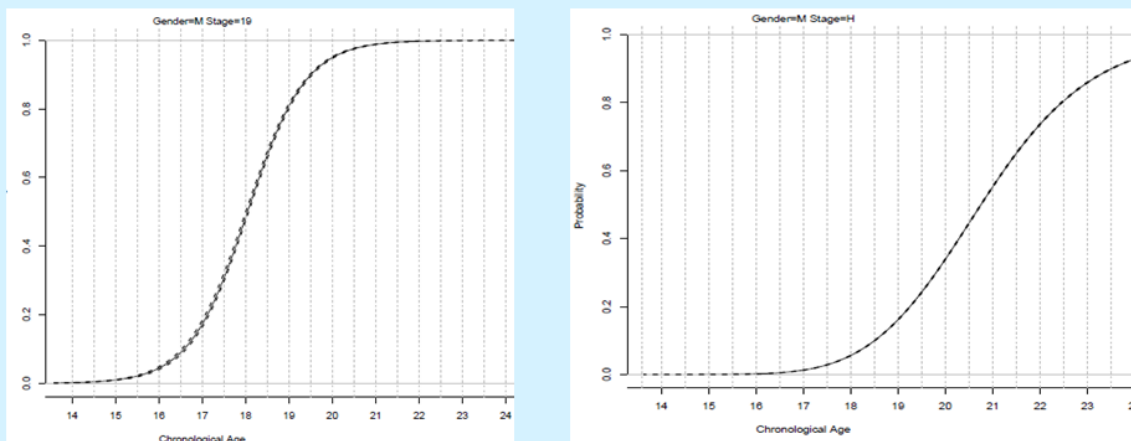 Gender=M Stage=19
1.0
0.8
0.6
0.4
0.2
0.0
14 15 16 17 18 19 20 21 22 23 24
Chronological Age
Gender=M Stage=H
Probability
1.0
0.8
0.6
0.4
0.2
0.0
14 15 16 17 18 19 20 21 22 23 2
Chronological Age